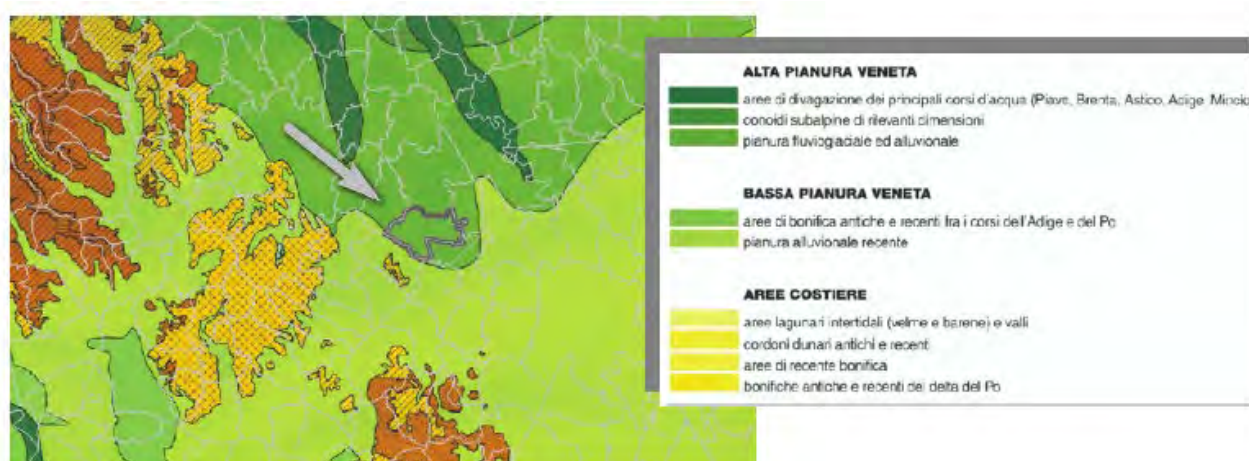 ALTA PIANURA VENETA
aree di divagazione dei principali corsi d'acqua (Piave, Brenta, Astico, Adige, Mincio
conoidi subalpine di rilevanti dimensioni
pianura fluvioglaciale ed alluvionale
BASSA PIANURA VENETA
aree di bonifica antiche e recenti fra i corsi dell'Adige e del Po
pianura alluvionale recente
AREE COSTIERE
aree lagunari intertidali (velme e barene) e valli
cordoni dunari antichi e recenti
aree di recente bonifica
bonifiche antiche e recenti del delta del Po